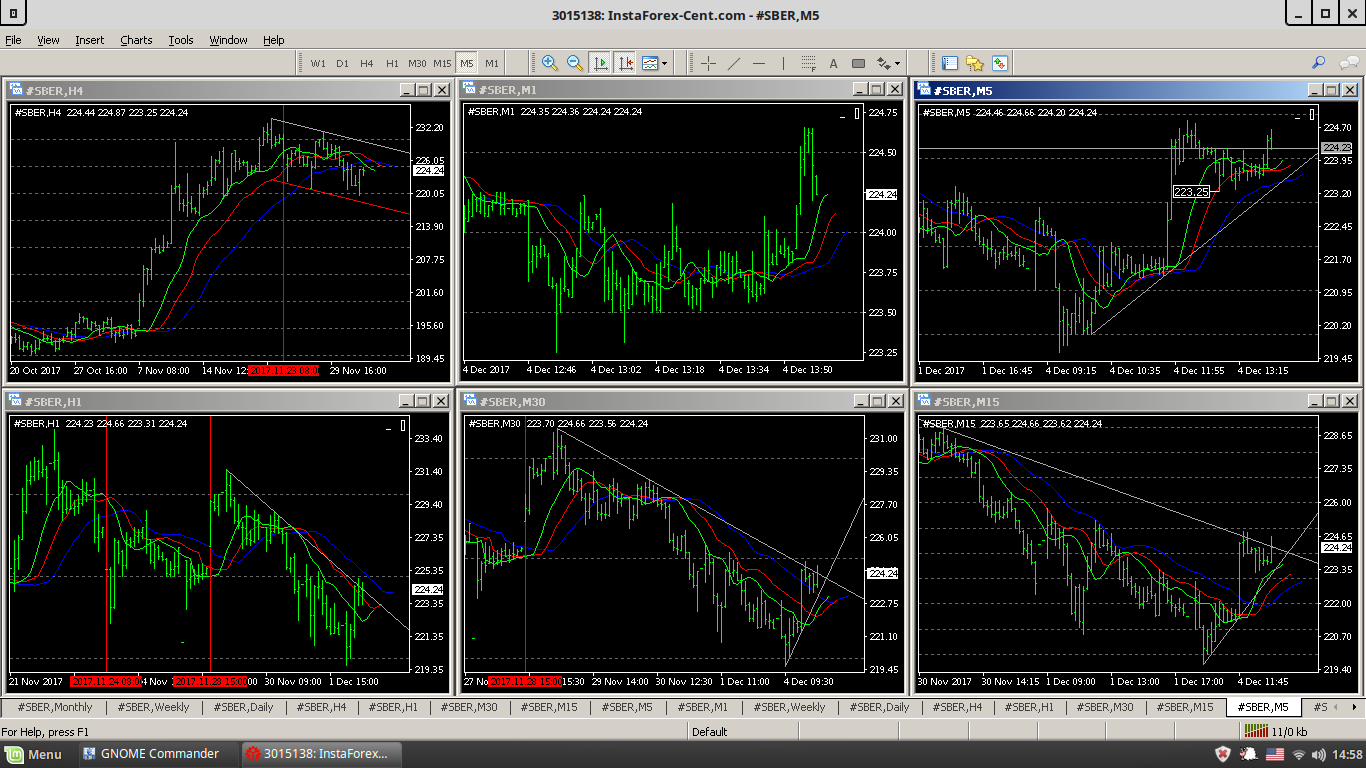 3015138: InstaForex-Cent.com - #SBER,M5
File View Insert Charts Tools Window Help
W1 D1 H4 H1 M30 M15 M5 M1
A
#SBER,H4
#SBER,H4 224.44 224.87 223.25 224.24
232.20
226.05
224.24
220.05
213.90
207.75
201.60
195.60
189.45
20 Oct 2017 27 Oct 16:00 7 Nov 08:00 14 Nov 12: 2017.11.23 08:00 29 Nov 16:00
#SBER,M1
#SBER,M1 224.35 224.36 224.24 224.24
224.75
224.50
224.24
224.00
223.75
223.50
223.25
4 Dec 2017 4 Dec 12:46 4 Dec 13:02 4 Dec 13:18 4 Dec 13:34 4 Dec 13:50
#SBER,M5
#SBER,M5 224.46 224.66 224.20 224.24
224.70
224.23
223.95
223.25
223.20
222.45
221.70
220.95
220.20
219.45
1 Dec 2017 1 Dec 16:45 4 Dec 09:15 4 Dec 10:35 4 Dec 11:55 4 Dec 13:15
#SBER,H1
#SBER,H1 224.23 224.66 223.31 224.24
233.40
231.40
229.40
227.35
225.35
224.24
223.35
221.35
219.35
21 Nov 2017 2017.11.24 08:00 4 Nov 2017.11.28 15:00 :00 30 Nov 09:00 1 Dec 15:00
#SBER,M30
#SBER,M30 223.70 224.66 223.56 224.24
231.00
229.35
227.70
226.05
224.24
222.75
221.10
219.45
27 No 2017.11.28 15:00 15:30 29 Nov 14:00 30 Nov 12:30 1 Dec 11:00 4 Dec 09:30
#SBER,M15
#SBER,M15 223.65 224.66 223.62 224.24
228.65
227.35
226.00
224.65
224.24
223.35
222.00
220.70
219.40
30 Nov 2017 30 Nov 14:15 1 Dec 09:00 1 Dec 13:00 1 Dec 17:00 4 Dec 11:45
#SBER,Monthly #SBER,Weekly #SBER,Daily #SBER,H4 #SBER,H1 #SBER,M30 #SBER,M15 #SBER,M5 #SBER,M1 #SBER,Weekly #SBER,Daily #SBER,H4 #SBER,H1 #SBER,M30 #SBER,M15 #SBER,M5 #S
For Help, press F1 Default 11/0 kb
Menu GNOME Commander 3015138: InstaForex... 14:58